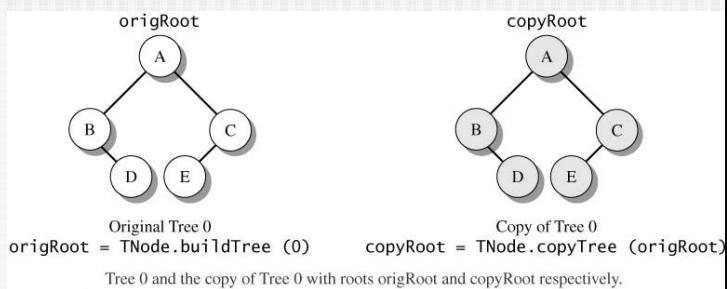 origRoot
A
B
C
D
E
Original Tree 0
origRoot = TNode.buildTree (0)
copyRoot
A
B
C
D
E
Copy of Tree 0
copyRoot = TNode.copyTree (origRoot)
Tree 0 and the copy of Tree 0 with roots origRoot and copyRoot respectively.